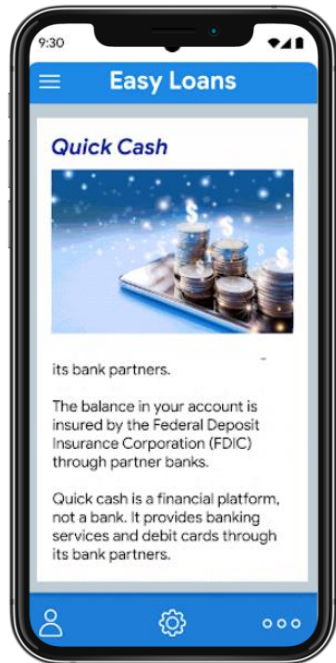 9:30
Easy Loans
Quick Cash
$
$
$
$
its bank partners.
The balance in your account is
insured by the Federal Deposit
Insurance Corporation (FDIC)
through partner banks.
Quick cash is a financial platform,
not a bank. It provides banking
services and debit cards through
its bank partners.